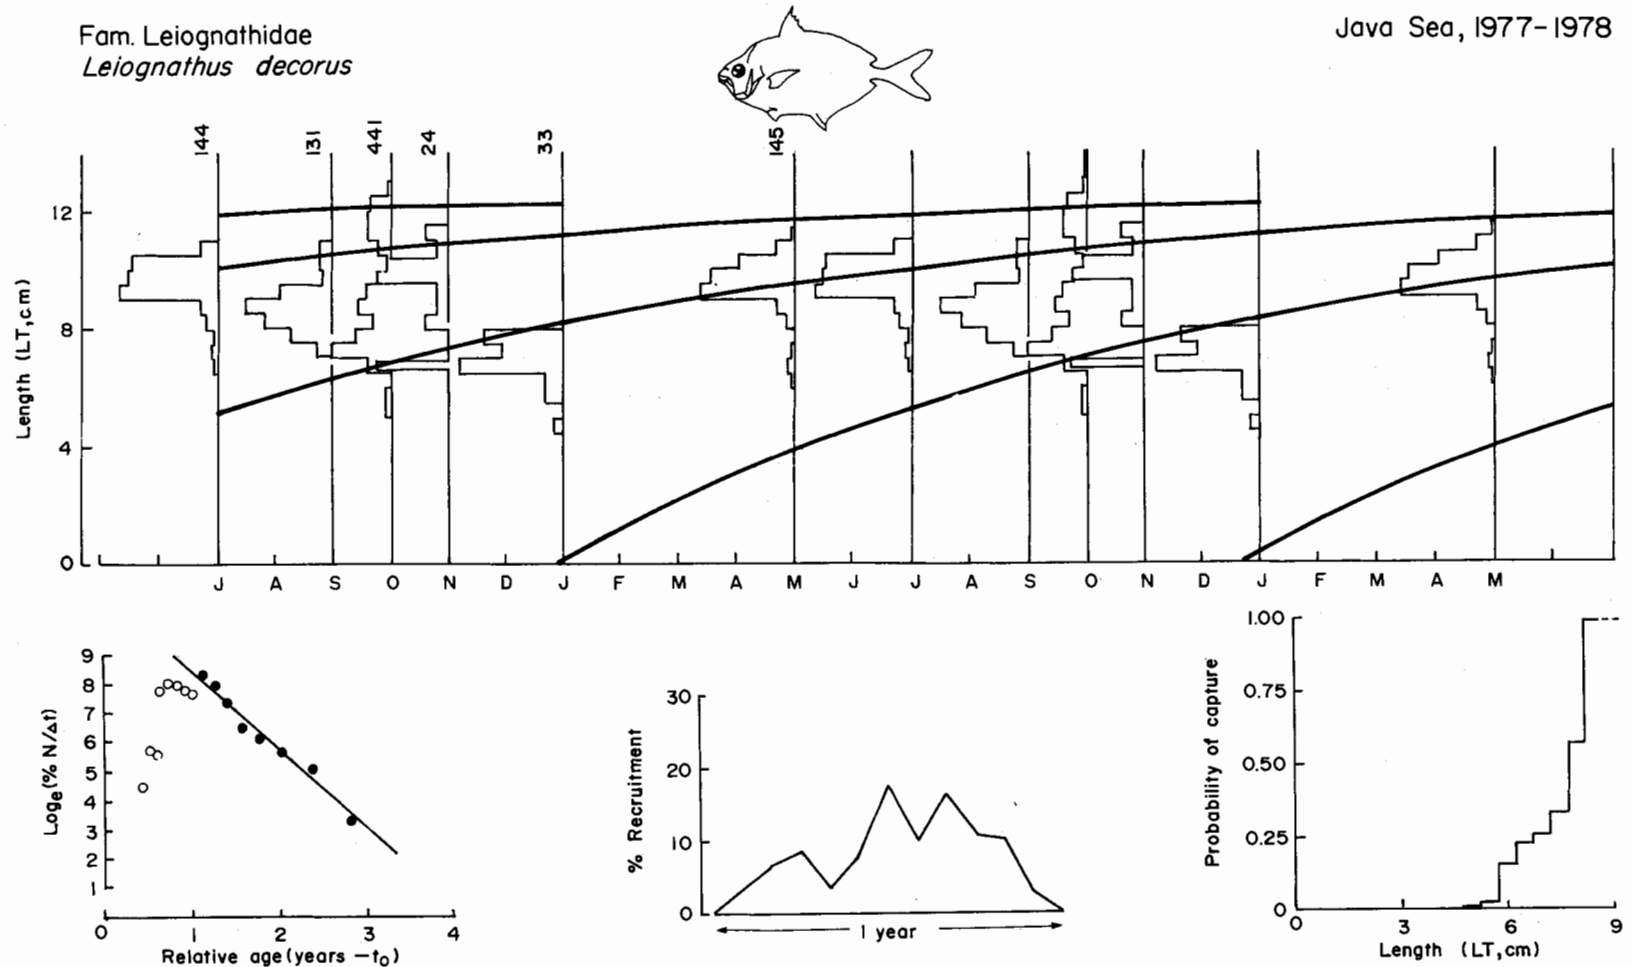 Fam. Leiognathidae
Leiognathus decorus
Java Sea, 1977-1978
144
131
441
24
33
145
Length (LT, cm)
12
8
4
0
J A S O N D J F M A M J J A S O N D J F M A M
Loge (% N/Δt)
9
8
7
6
5
4
3
2
1
0 1 2 3 4
Relative age (years -t0)
% Recruitment
30
20
10
0
1 year
Probability of capture
1.00
0.75
0.50
0.25
0
0 3 6 9
Length (LT, cm)